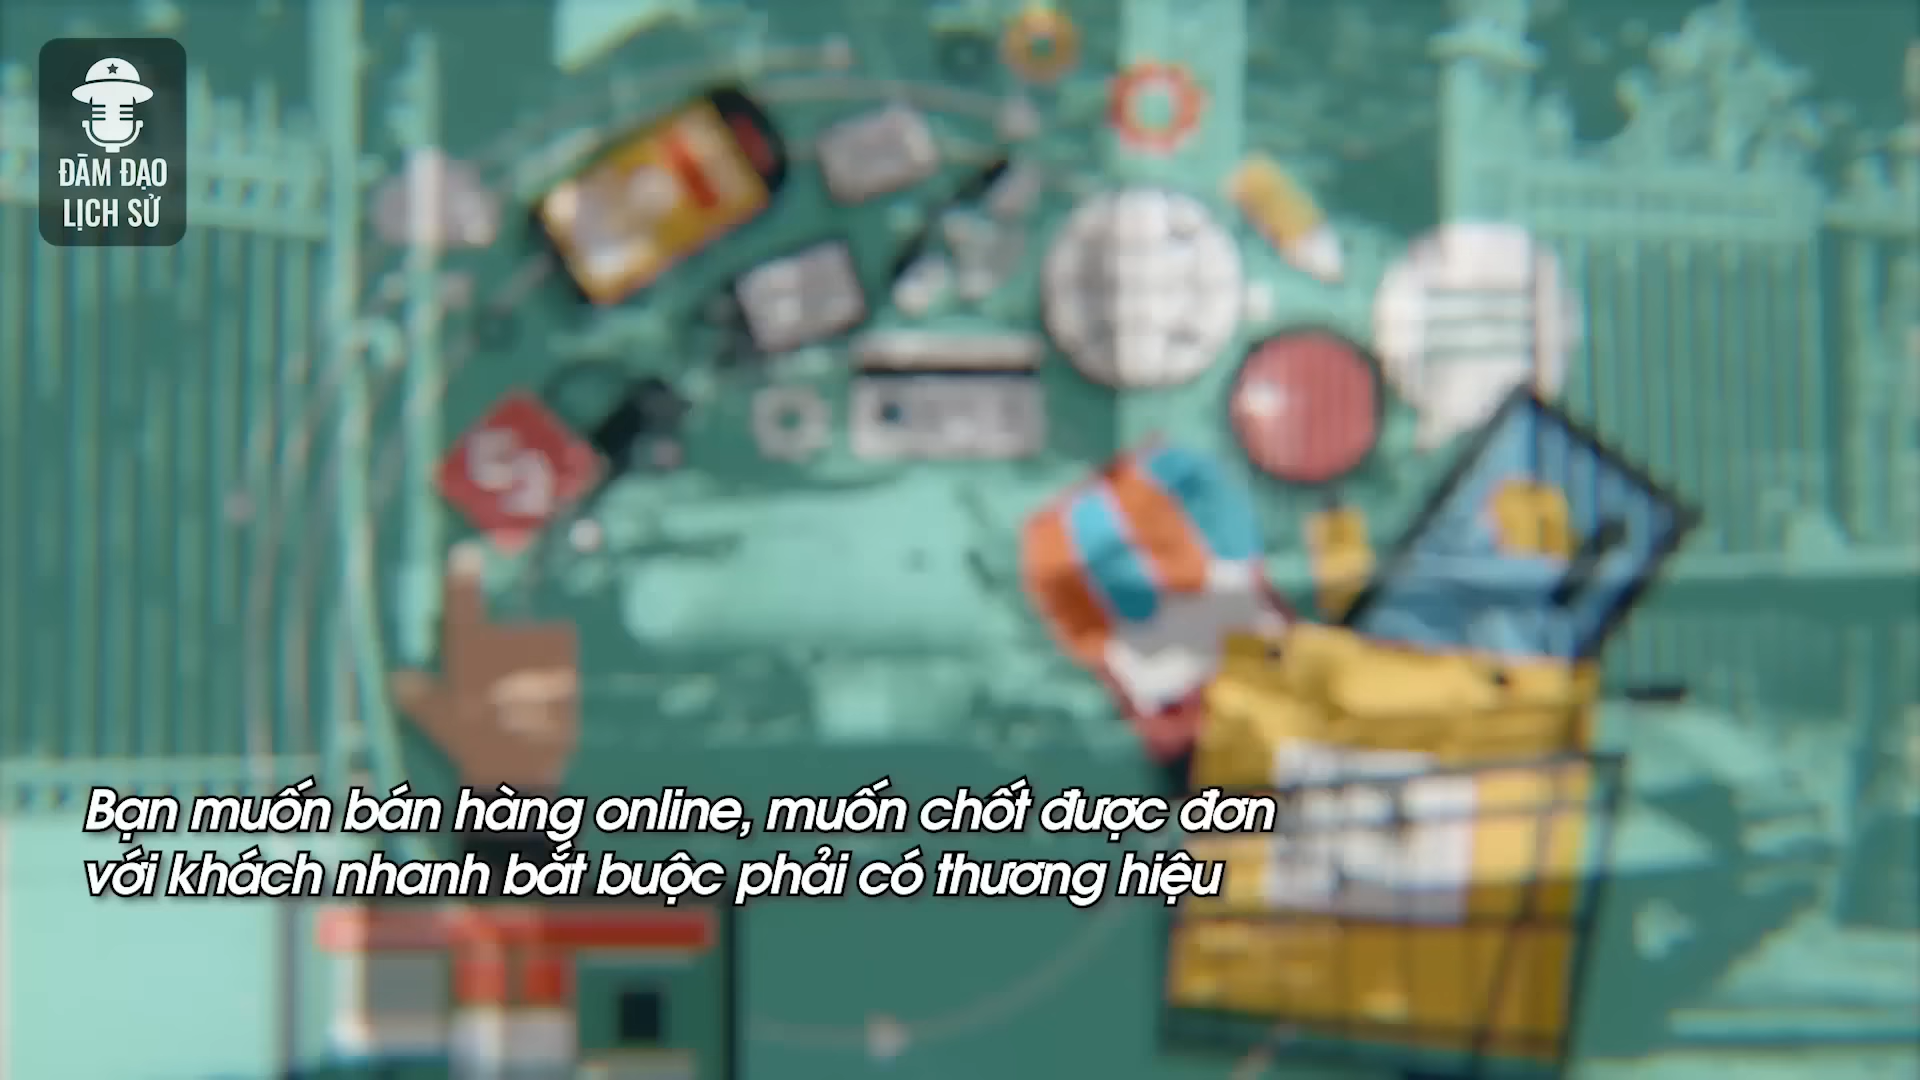 ĐÀM ĐẠO
LỊCH SỬ
Bạn muốn bán hàng online, muốn chốt được đơn
với khách nhanh bắt buộc phải có thương hiệu